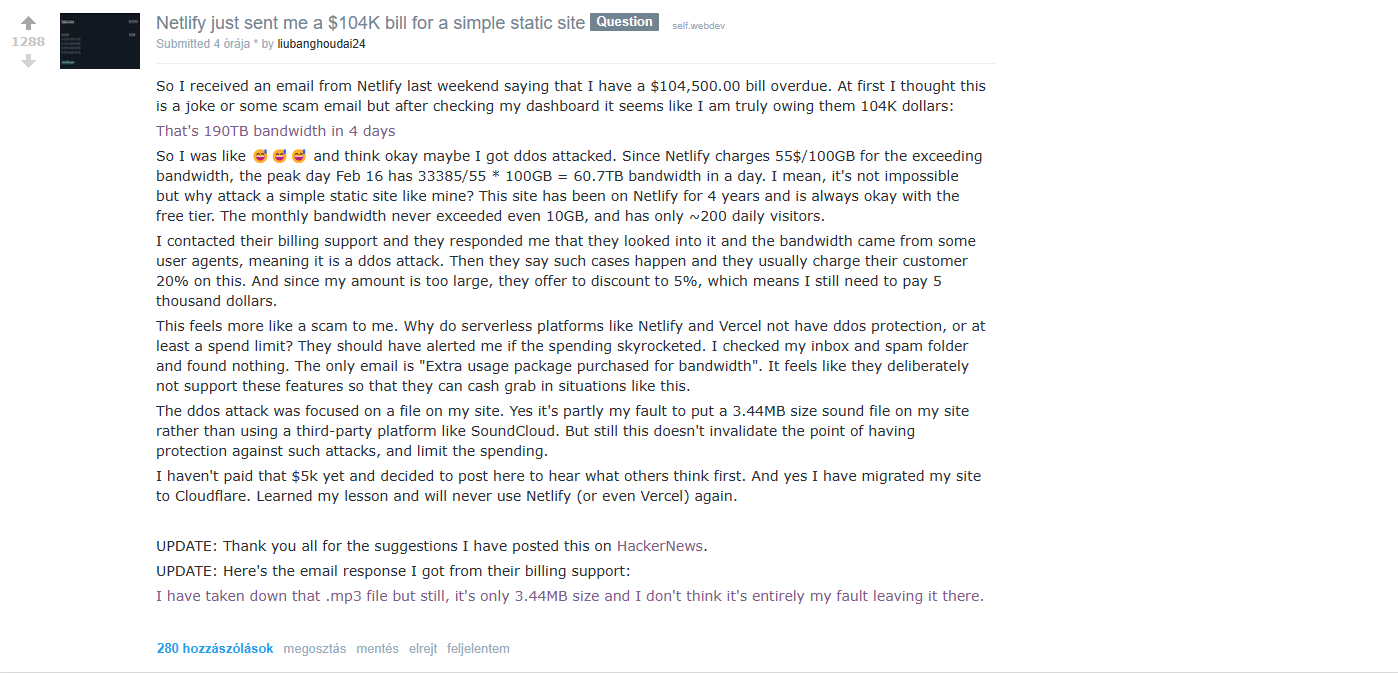 Netlify just sent me a $104K bill for a simple static site Question self.webdev
1288
Submitted 4 órája * by liubanghoudai24
So I received an email from Netlify last weekend saying that I have a $104,500.00 bill overdue. At first I thought this
is a joke or some scam email but after checking my dashboard it seems like I am truly owing them 104K dollars:
That's 190TB bandwidth in 4 days
So I was like 😅😅😅 and think okay maybe I got ddos attacked. Since Netlify charges 55$/100GB for the exceeding
bandwidth, the peak day Feb 16 has 33385/55 * 100GB = 60.7TB bandwidth in a day. I mean, it's not impossible
but why attack a simple static site like mine? This site has been on Netlify for 4 years and is always okay with the
free tier. The monthly bandwidth never exceeded even 10GB, and has only ~200 daily visitors.
I contacted their billing support and they responded me that they looked into it and the bandwidth came from some
user agents, meaning it is a ddos attack. Then they say such cases happen and they usually charge their customer
20% on this. And since my amount is too large, they offer to discount to 5%, which means I still need to pay 5
thousand dollars.
This feels more like a scam to me. Why do serverless platforms like Netlify and Vercel not have ddos protection, or at
least a spend limit? They should have alerted me if the spending skyrocketed. I checked my inbox and spam folder
and found nothing. The only email is "Extra usage package purchased for bandwidth". It feels like they deliberately
not support these features so that they can cash grab in situations like this.
The ddos attack was focused on a file on my site. Yes it's partly my fault to put a 3.44MB size sound file on my site
rather than using a third-party platform like SoundCloud. But still this doesn't invalidate the point of having
protection against such attacks, and limit the spending.
I haven't paid that $5k yet and decided to post here to hear what others think first. And yes I have migrated my site
to Cloudflare. Learned my lesson and will never use Netlify (or even Vercel) again.
UPDATE: Thank you all for the suggestions I have posted this on HackerNews.
UPDATE: Here's the email response I got from their billing support:
I have taken down that .mp3 file but still, it's only 3.44MB size and I don't think it's entirely my fault leaving it there.
280 hozzászólások megosztás mentés elrejt feljelentem